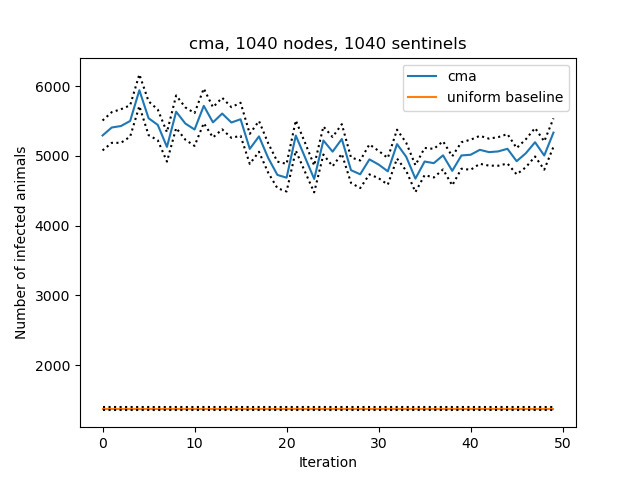 cma, 1040 nodes, 1040 sentinels
cma
uniform baseline
Number of infected animals
6000
5000
4000
3000
2000
0 10 20 30 40 50
Iteration